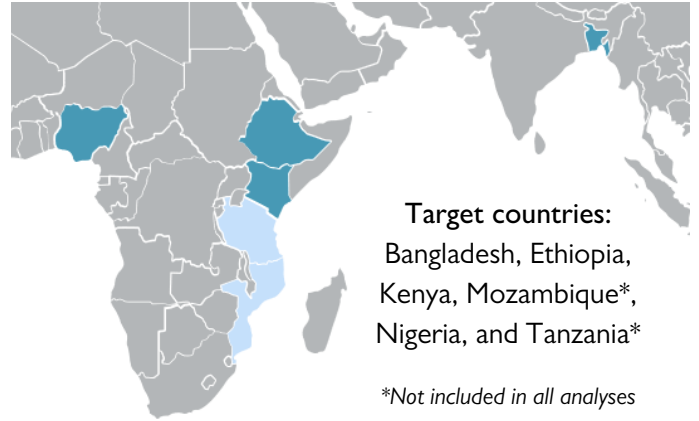 Target countries:
Bangladesh, Ethiopia,
Kenya, Mozambique*,
Nigeria, and Tanzania*
*Not included in all analyses